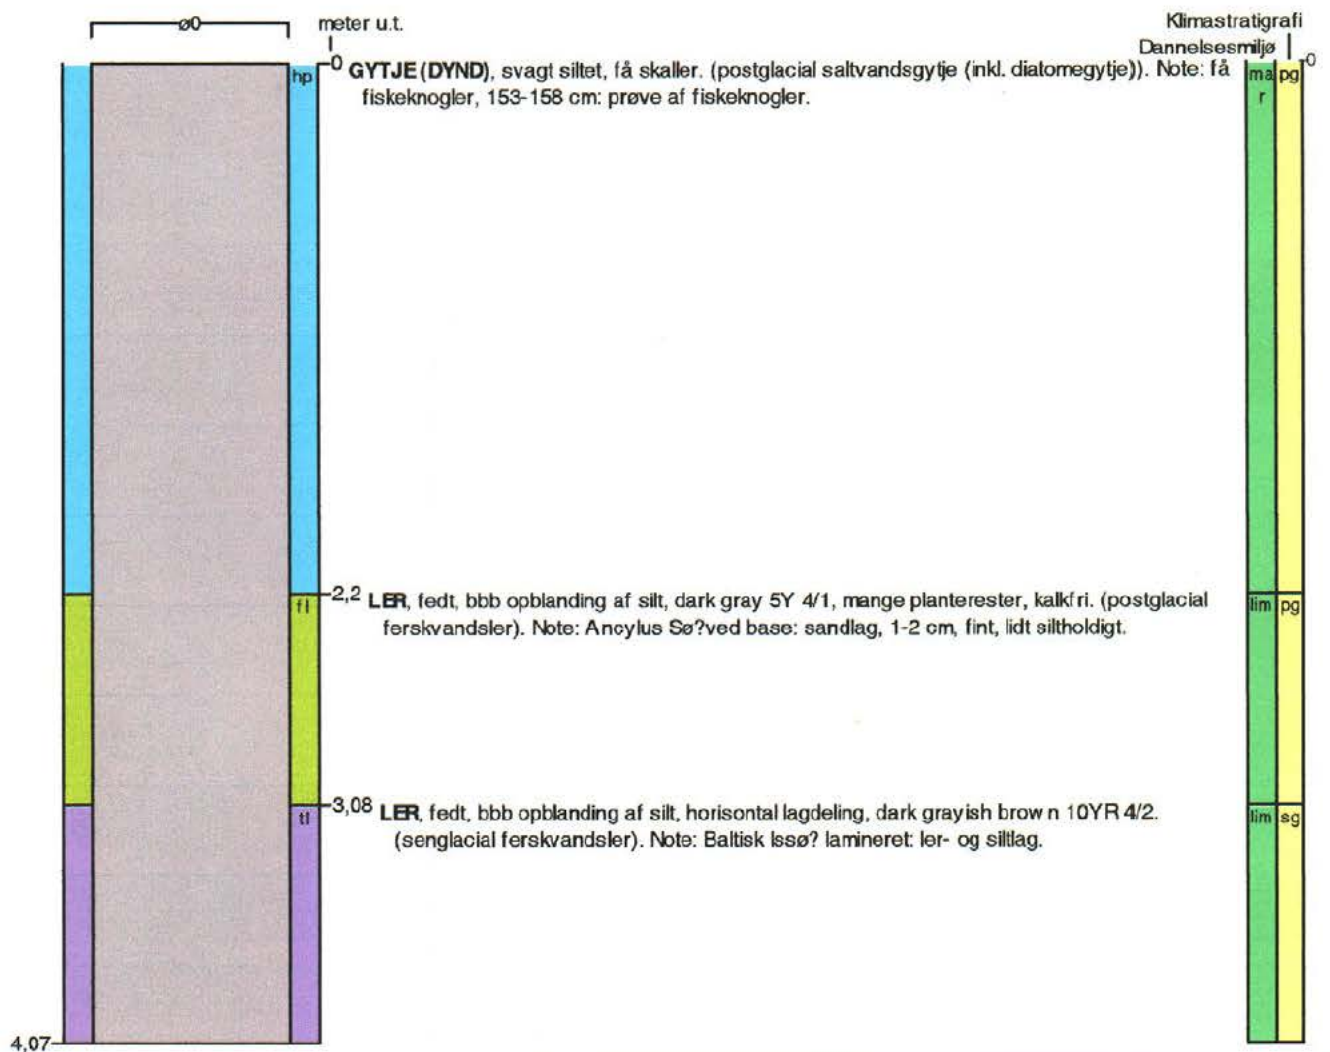 ø0
meter u.t.
Klimastratigrafi
Dannelsesmiljø
0
0
hp
GYTJE (DYND), svagt siltet, få skaller. (postglacial saltvandsgytje (inkl. diatomegytje)). Note: få
fiskeknogler, 153-158 cm: prøve af fiskeknogler.
ma
r
pg
2,2
fl
LER, fedt, bbb opblanding af silt, dark gray 5Y 4/1, mange planterester, kalkfri. (postglacial
ferskvandsler). Note: Ancylus Sø?ved base: sandlag, 1-2 cm, fint, lidt siltholdigt.
lim
pg
3,08
tl
LER, fedt, bbb opblanding af silt, horisontal lagdeling, dark grayish brow n 10YR 4/2.
(senglacial ferskvandsler). Note: Baltisk Issø? lamineret: ler- og siltlag.
lim
sg
4,07